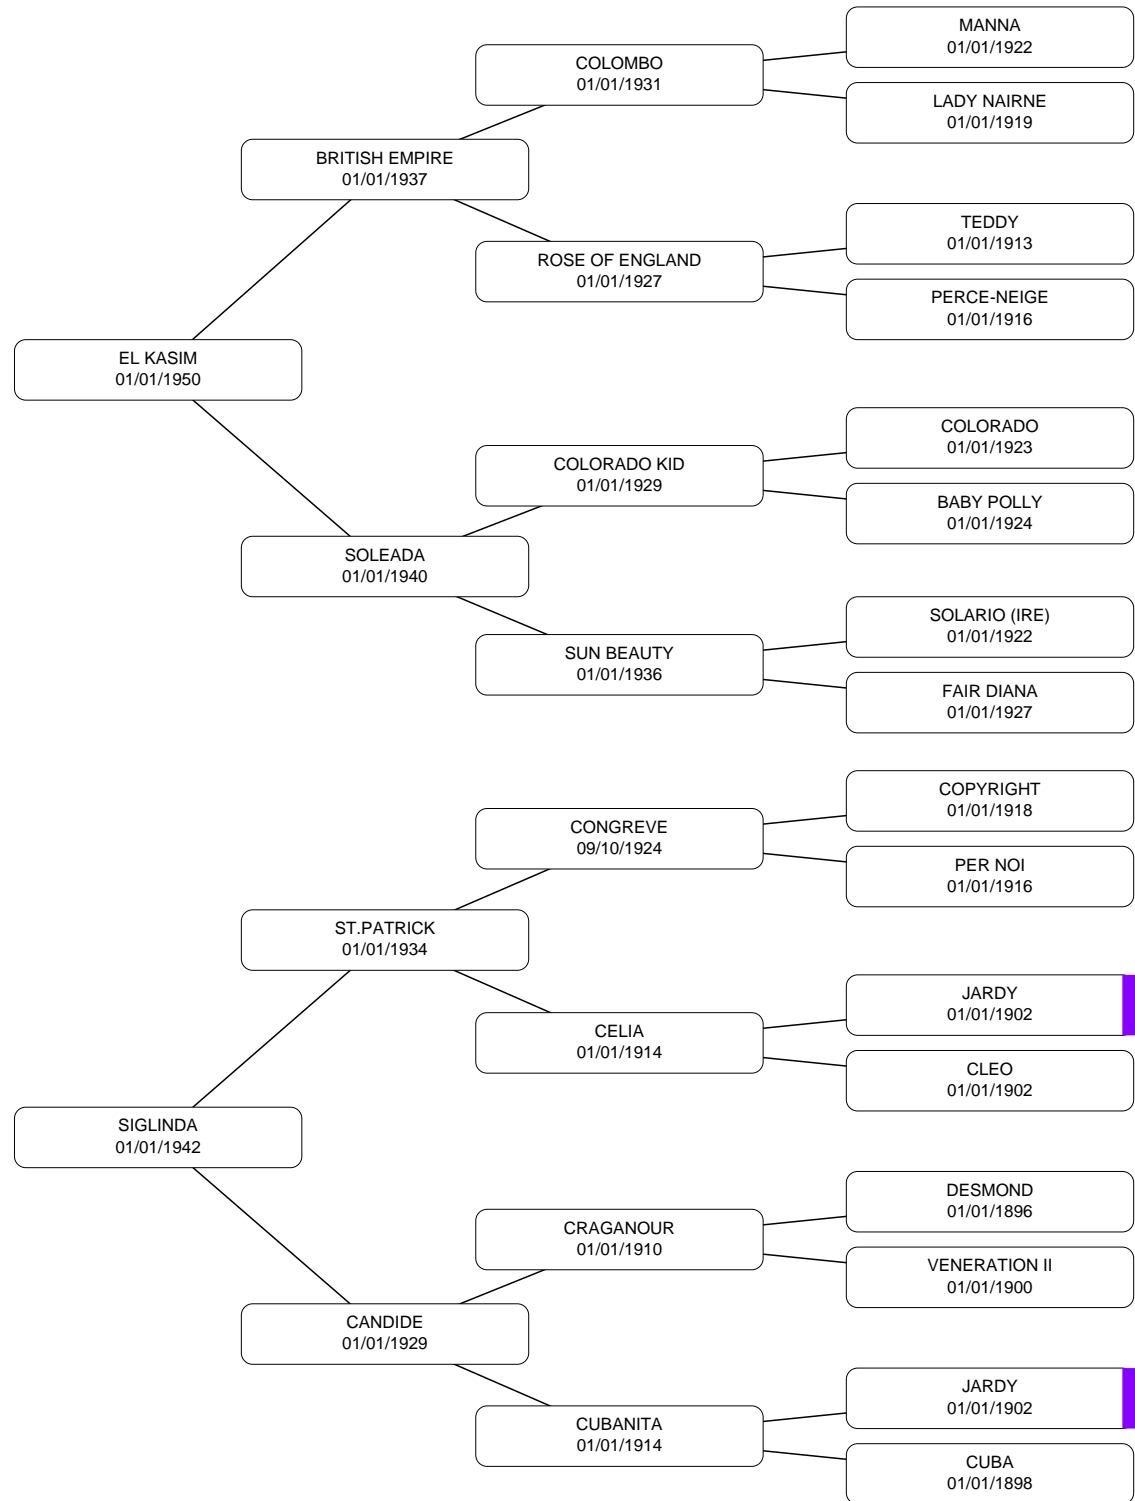 MANNA
01/01/1922
COLOMBO
01/01/1931
LADY NAIRNE
01/01/1919
BRITISH EMPIRE
01/01/1937
TEDDY
01/01/1913
ROSE OF ENGLAND
01/01/1927
PERCE-NEIGE
01/01/1916
EL KASIM
01/01/1950
COLORADO
01/01/1923
COLORADO KID
01/01/1929
BABY POLLY
01/01/1924
SOLEADA
01/01/1940
SOLARIO (IRE)
01/01/1922
SUN BEAUTY
01/01/1936
FAIR DIANA
01/01/1927
COPYRIGHT
01/01/1918
CONGREVE
09/10/1924
PER NOI
01/01/1916
ST.PATRICK
01/01/1934
JARDY
01/01/1902
CELIA
01/01/1914
CLEO
01/01/1902
SIGLINDA
01/01/1942
DESMOND
01/01/1896
CRAGANOUR
01/01/1910
VENERATION II
01/01/1900
CANDIDE
01/01/1929
JARDY
01/01/1902
CUBANITA
01/01/1914
CUBA
01/01/1898